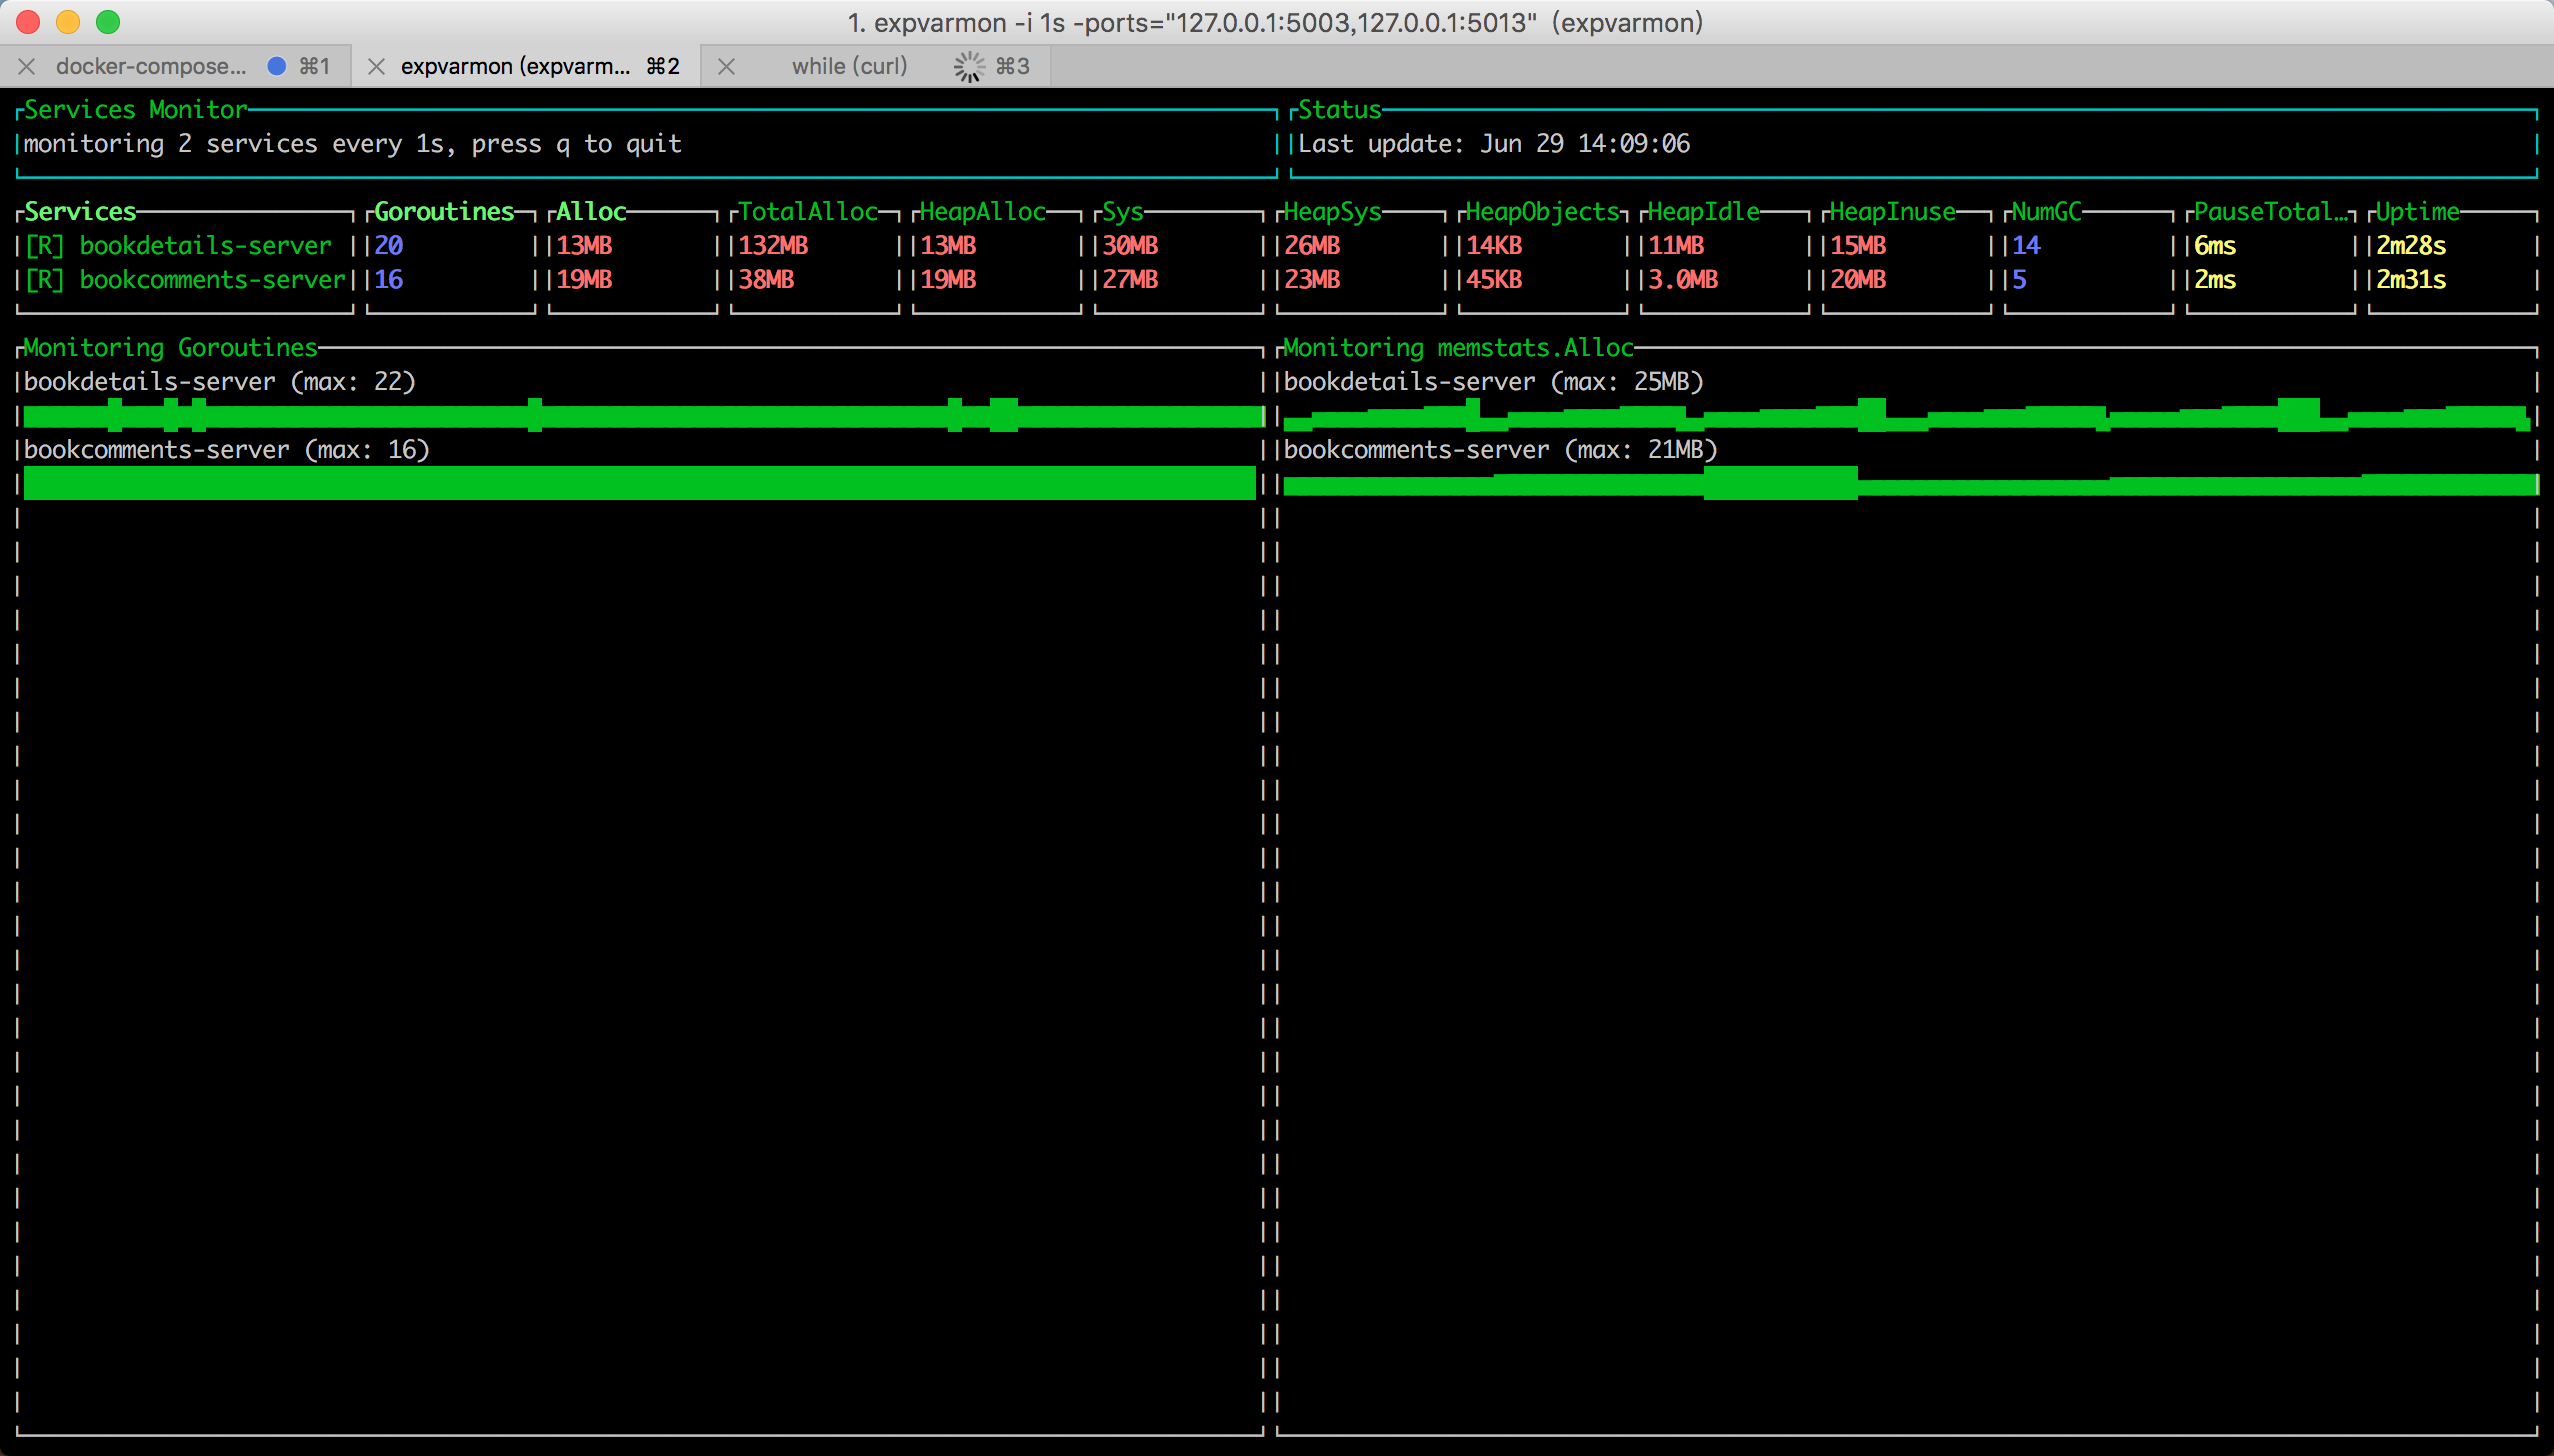 1. expvarmon -i 1s -ports="127.0.0.1:5003,127.0.0.1:5013" (expvarmon)
docker-compose... ⌘1 expvarmon (expvarm... ⌘2 while (curl) ⌘3
Services Monitor Status
monitoring 2 services every 1s, press q to quit Last update: Jun 29 14:09:06
Services Goroutines Alloc TotalAlloc HeapAlloc Sys HeapSys HeapObjects HeapIdle HeapInuse NumGC PauseTotal… Uptime
[R] bookdetails-server 20 13MB 132MB 13MB 30MB 26MB 14KB 11MB 15MB 14 6ms 2m28s
[R] bookcomments-server 16 19MB 38MB 19MB 27MB 23MB 45KB 3.0MB 20MB 5 2ms 2m31s
Monitoring Goroutines Monitoring memstats.Alloc
bookdetails-server (max: 22) bookdetails-server (max: 25MB)
bookcomments-server (max: 16) bookcomments-server (max: 21MB)